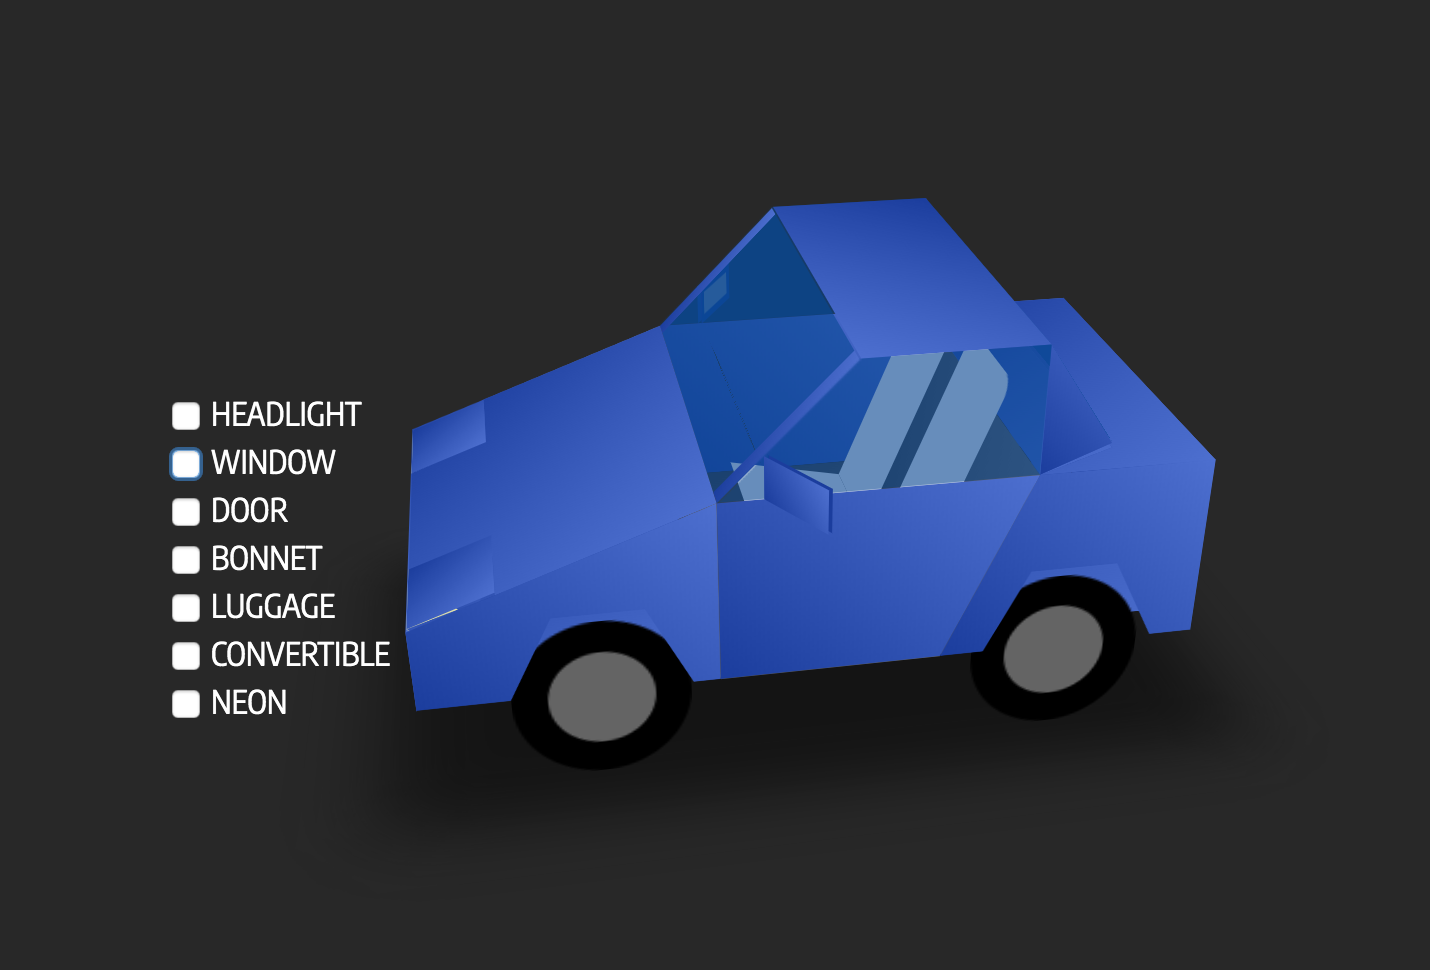 HEADLIGHT
WINDOW
DOOR
BONNET
LUGGAGE
CONVERTIBLE
NEON